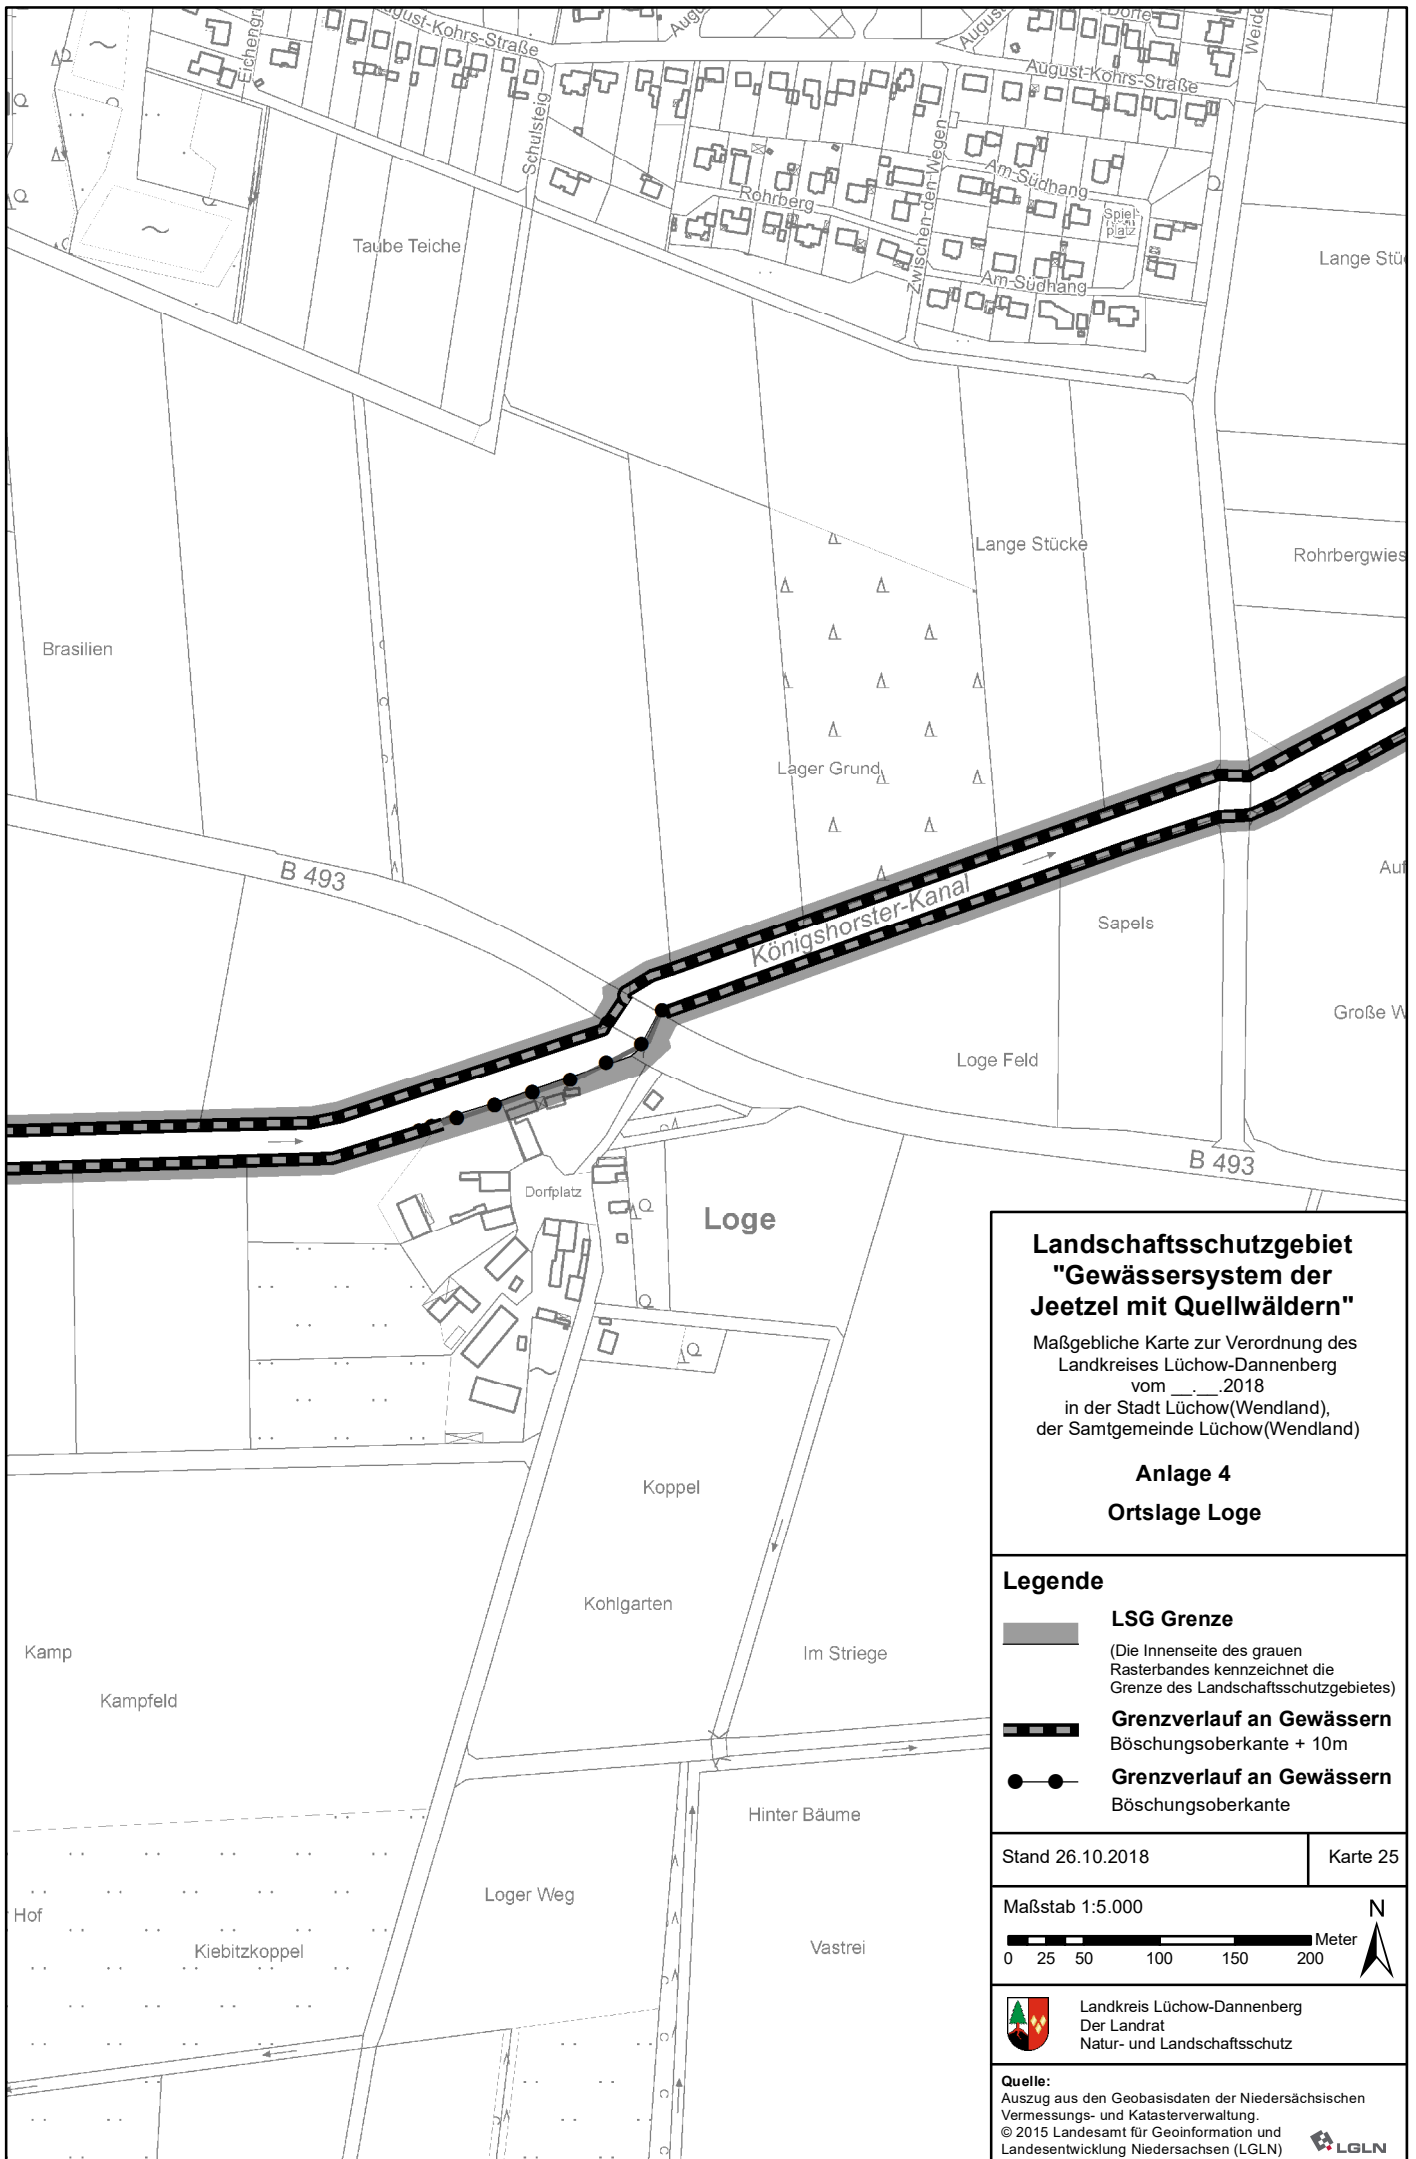 August-Kohrs-Straße
Eichengr
Schulsteig
August
Weide
August-Kohrs-Straße
Am-Südhang
Rohrberg
Zwischen-den-Wegen
Spiel
platz
Am-Südhang
Taube Teiche
Lange Stü
Lange Stücke
Rohrbergwies
Brasilien
Lager Grund
B 493
Königshorster-Kanal
Auf
Sapels
Große W
Loge Feld
B 493
Dorfplatz
Loge
Koppel
Kohlgarten
Kamp
Kampfeld
Im Striege
Hinter Bäume
Loger Weg
Hof
Kiebitzkoppel
Vastrei
Landschaftsschutzgebiet
"Gewässersystem der
Jeetzel mit Quellwäldern"
Maßgebliche Karte zur Verordnung des
Landkreises Lüchow-Dannenberg
vom __.__.2018
in der Stadt Lüchow(Wendland),
der Samtgemeinde Lüchow(Wendland)
Anlage 4
Ortslage Loge
Legende
LSG Grenze
(Die Innenseite des grauen
Rasterbandes kennzeichnet die
Grenze des Landschaftsschutzgebietes)
Grenzverlauf an Gewässern
Böschungsoberkante + 10m
Grenzverlauf an Gewässern
Böschungsoberkante
Stand 26.10.2018
Karte 25
Maßstab 1:5.000
N
Meter
0 25 50 100 150 200
Landkreis Lüchow-Dannenberg
Der Landrat
Natur- und Landschaftsschutz
Quelle:
Auszug aus den Geobasisdaten der Niedersächsischen
Vermessungs- und Katasterverwaltung.
© 2015 Landesamt für Geoinformation und
Landesentwicklung Niedersachsen (LGLN)
LGLN